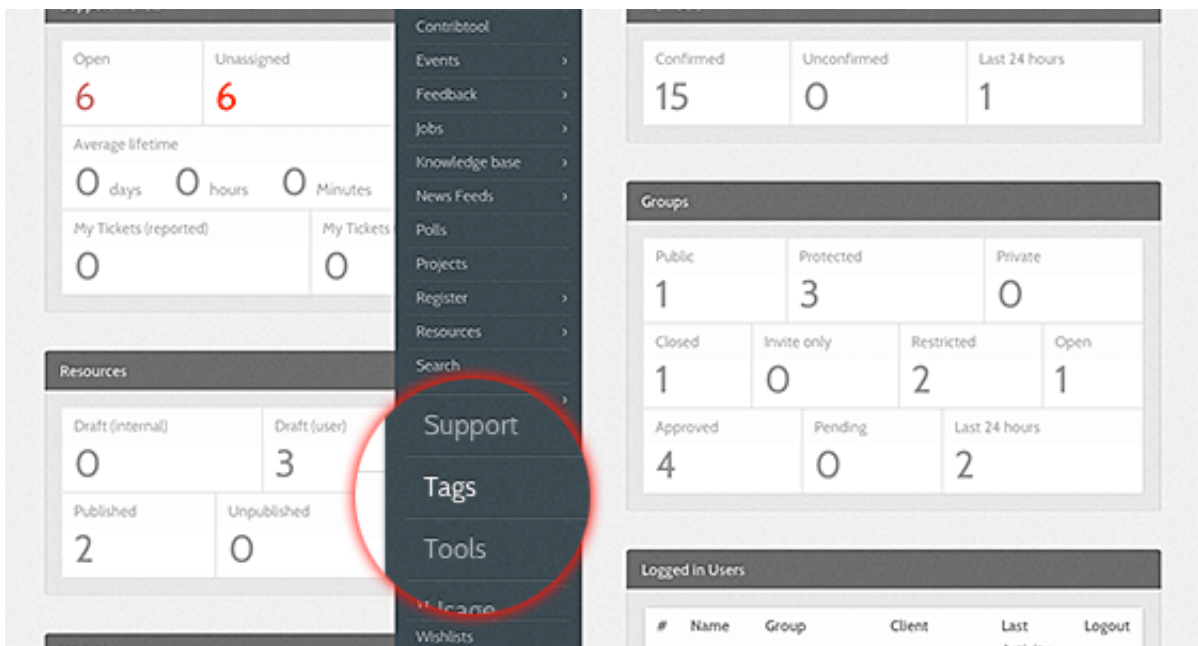 Open Unassigned
6 6
Average lifetime
0 days 0 hours 0 Minutes
My Tickets (reported) My Tickets
0 0
Resources
Draft (internal) Draft (user)
0 3
Published Unpublished
2 0
Contribtool
Events ›
Feedback ›
Jobs ›
Knowledge base ›
News Feeds ›
Polls
Projects
Register ›
Resources ›
Search
Support
Tags
Tools
Usage
Wishlists
Confirmed Unconfirmed Last 24 hours
15 0 1
Groups
Public Protected Private
1 3 0
Closed Invite only Restricted Open
1 0 2 1
Approved Pending Last 24 hours
4 0 2
Logged in Users
# Name Group Client Last Logout